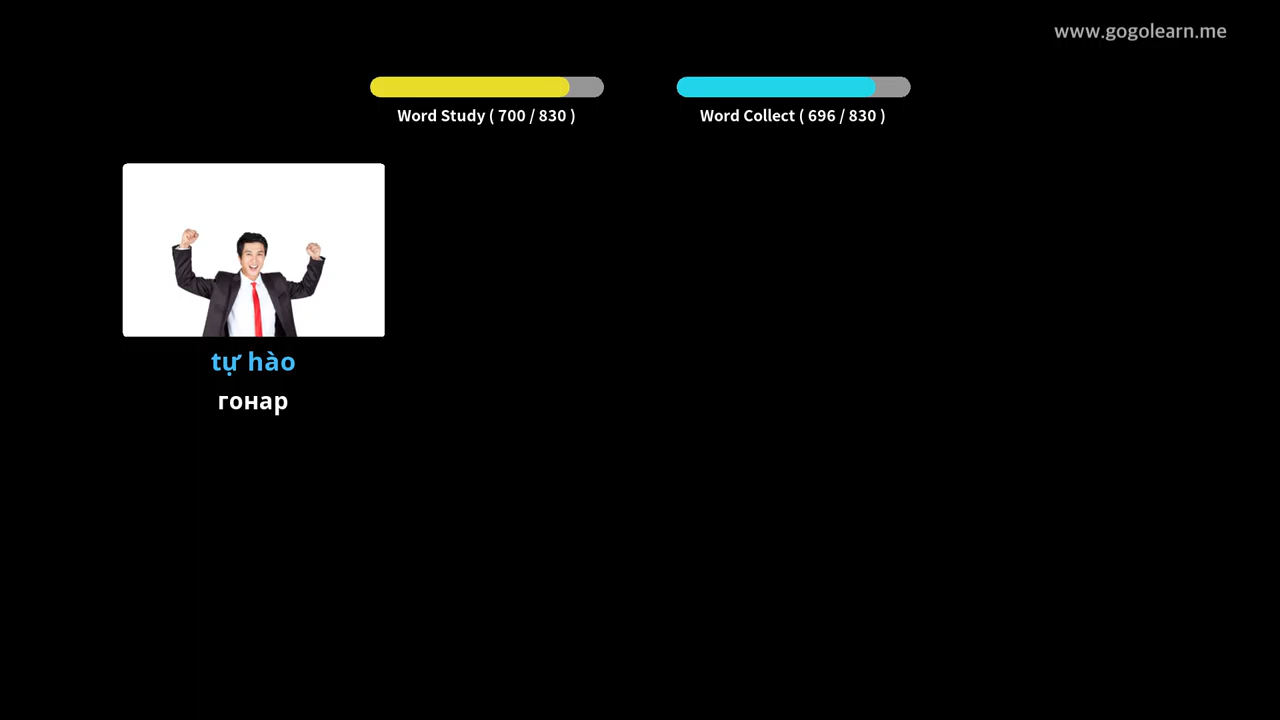 www.gogolearn.me
Word Study ( 700 / 830 )
Word Collect ( 696 / 830 )
tự hào
гонар